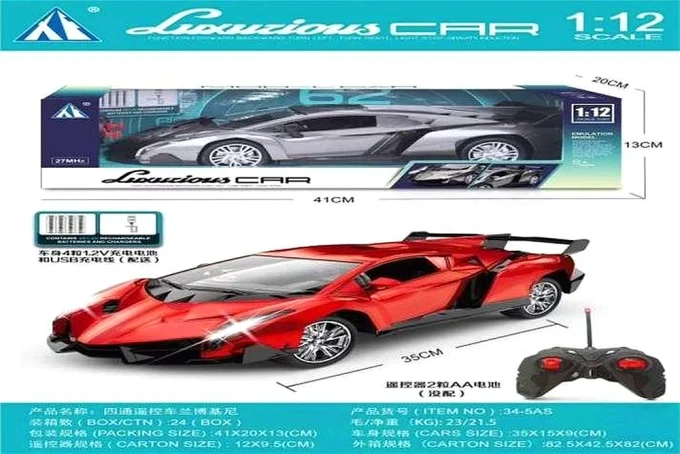 ®
Luxurious CAR
1:12
SCALE
20CM
®
1:12
EMULATION
MODEL
13CM
27MHz
Luxurious CAR
41CM
车身4粒1.2V充电电池
和USB充电线（配送）
35CM
遥控器2粒AA电池
（没配）
产品名称：四通遥控车兰博基尼
产品货号（ITEM NO）：34-5AS
装箱数（BOX/CTN）：24（BOX）
毛/净重（KG）：23/21.5
包装规格 (PACKING SIZE) :41X20X13(CM)
车身规格（CARS SIZE）:35X15X9(CM)
遥控器规格（CARTON SIZE）: 12X9.5(CM)
外箱规格（CARTON SIZE）:82.5X42.5X82(CM)